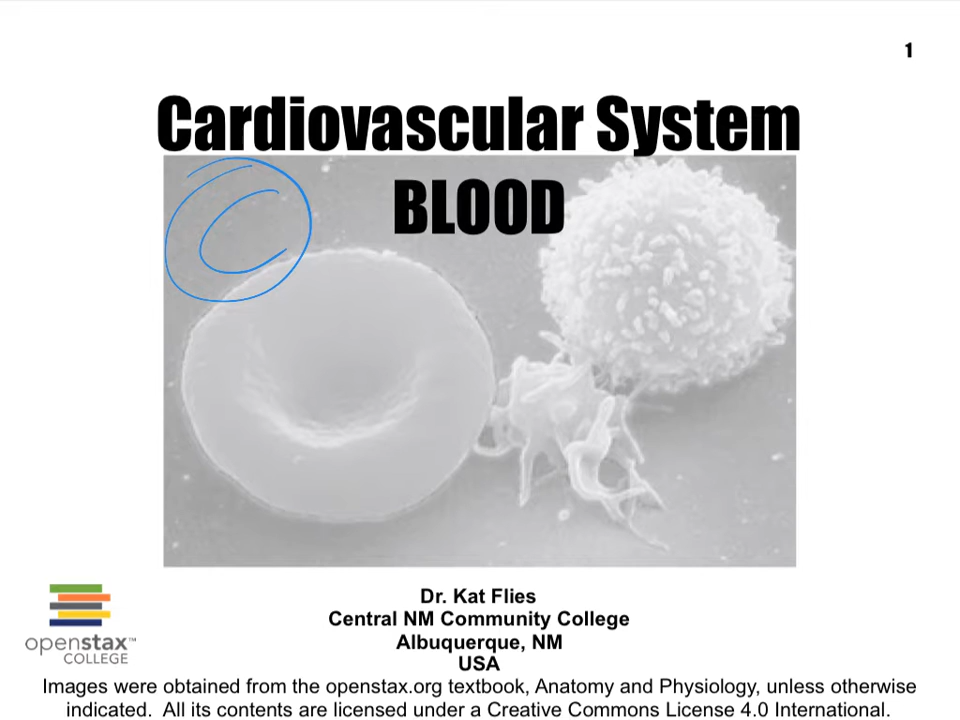 1
Cardiovascular System
BLOOD
Dr. Kat Flies
Central NM Community College
Albuquerque, NM
USA
openstax™
COLLEGE
Images were obtained from the openstax.org textbook, Anatomy and Physiology, unless otherwise
indicated.  All its contents are licensed under a Creative Commons License 4.0 International.